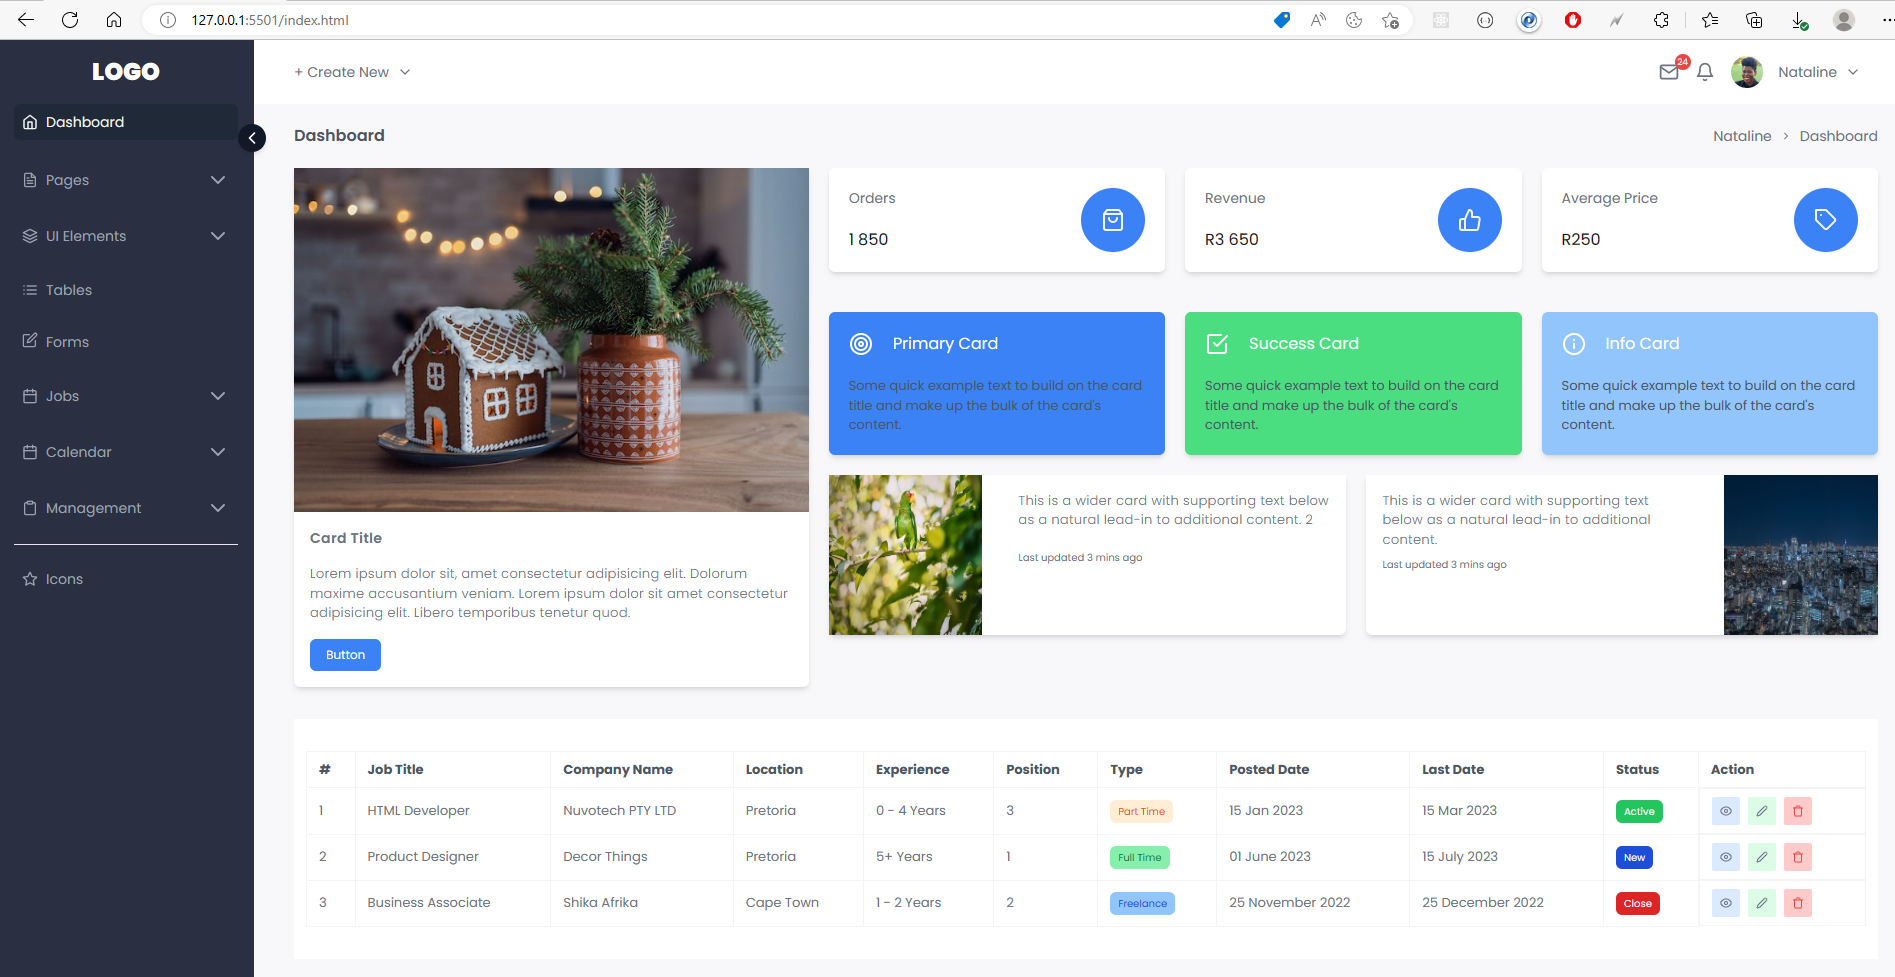 127.0.0.1:5501/index.html
LOGO
+ Create New
24
Nataline
Dashboard
Pages
UI Elements
Tables
Forms
Jobs
Calendar
Management
Icons
Dashboard
Nataline > Dashboard
Card Title
Lorem ipsum dolor sit, amet consectetur adipisicing elit. Dolorum
maxime accusantium veniam. Lorem ipsum dolor sit amet consectetur
adipisicing elit. Libero temporibus tenetur quod.
Button
Orders
1 850
Revenue
R3 650
Average Price
R250
Primary Card
Some quick example text to build on the card
title and make up the bulk of the card's
content.
Success Card
Some quick example text to build on the card
title and make up the bulk of the card's
content.
Info Card
Some quick example text to build on the card
title and make up the bulk of the card's
content.
This is a wider card with supporting text below
as a natural lead-in to additional content. 2
Last updated 3 mins ago
This is a wider card with supporting text
below as a natural lead-in to additional
content.
Last updated 3 mins ago
# Job Title Company Name Location Experience Position Type Posted Date Last Date Status Action
1 HTML Developer Nuvotech PTY LTD Pretoria 0 - 4 Years 3 Part Time 15 Jan 2023 15 Mar 2023 Active
2 Product Designer Decor Things Pretoria 5+ Years 1 Full Time 01 June 2023 15 July 2023 New
3 Business Associate Shika Afrika Cape Town 1 - 2 Years 2 Freelance 25 November 2022 25 December 2022 Close